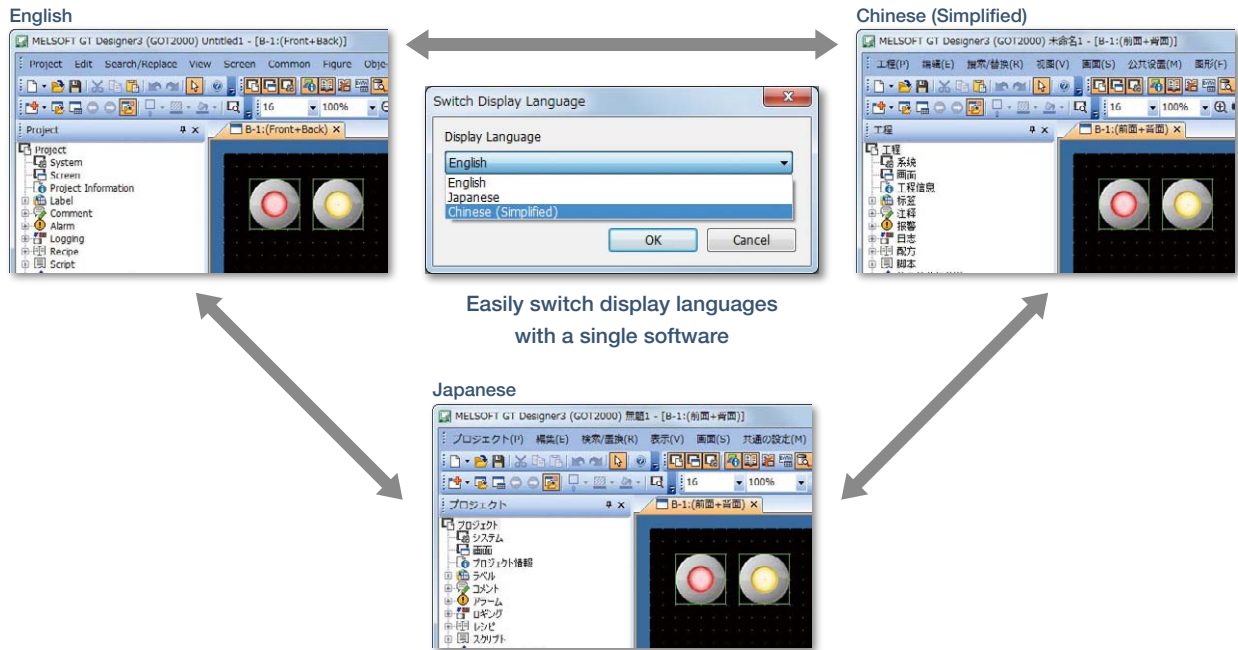 English
MELSOFT GT Designer3 (GOT2000) Untitled1 - [B-1:(Front+Back)]
Project Edit Search/Replace View Screen Common Figure Obje
16 100%
Project
B-1:(Front+Back)
Project
System
Screen
Project Information
Label
Comment
Alarm
Logging
Recipe
Script
Switch Display Language
Display Language
English
English
Japanese
Chinese (Simplified)
OK Cancel
Easily switch display languages
with a single software
Chinese (Simplified)
MELSOFT GT Designer3 (GOT2000) 未命名1 - [B-1:(前面+背面)]
工程(P) 编辑(E) 搜索/替换(R) 视图(V) 画面(S) 公共设置(M) 图形(F)
16 100%
工程
B-1:(前面+背面)
工程
系统
画面
工程信息
标签
注释
报警
日志
配方
脚本
Japanese
MELSOFT GT Designer3 (GOT2000) 無題1 - [B-1:(前面+背面)]
プロジェクト(P) 編集(E) 検索/置換(R) 表示(V) 画面(S) 共通の設定(M)
16 100%
プロジェクト
B-1:(前面+背面)
プロジェクト
システム
画面
プロジェクト情報
ラベル
コメント
アラーム
ロギング
レシピ
スクリプト